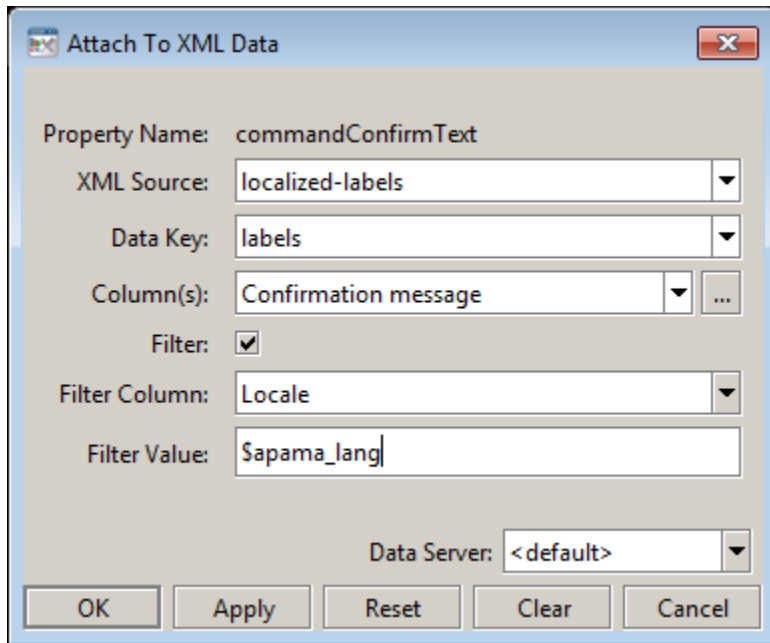 Attach To XML Data
Property Name: commandConfirmText
XML Source: localized-labels
Data Key: labels
Column(s): Confirmation message ...
Filter:
Filter Column: Locale
Filter Value: $apama_lang
Data Server: <default>
OK Apply Reset Clear Cancel